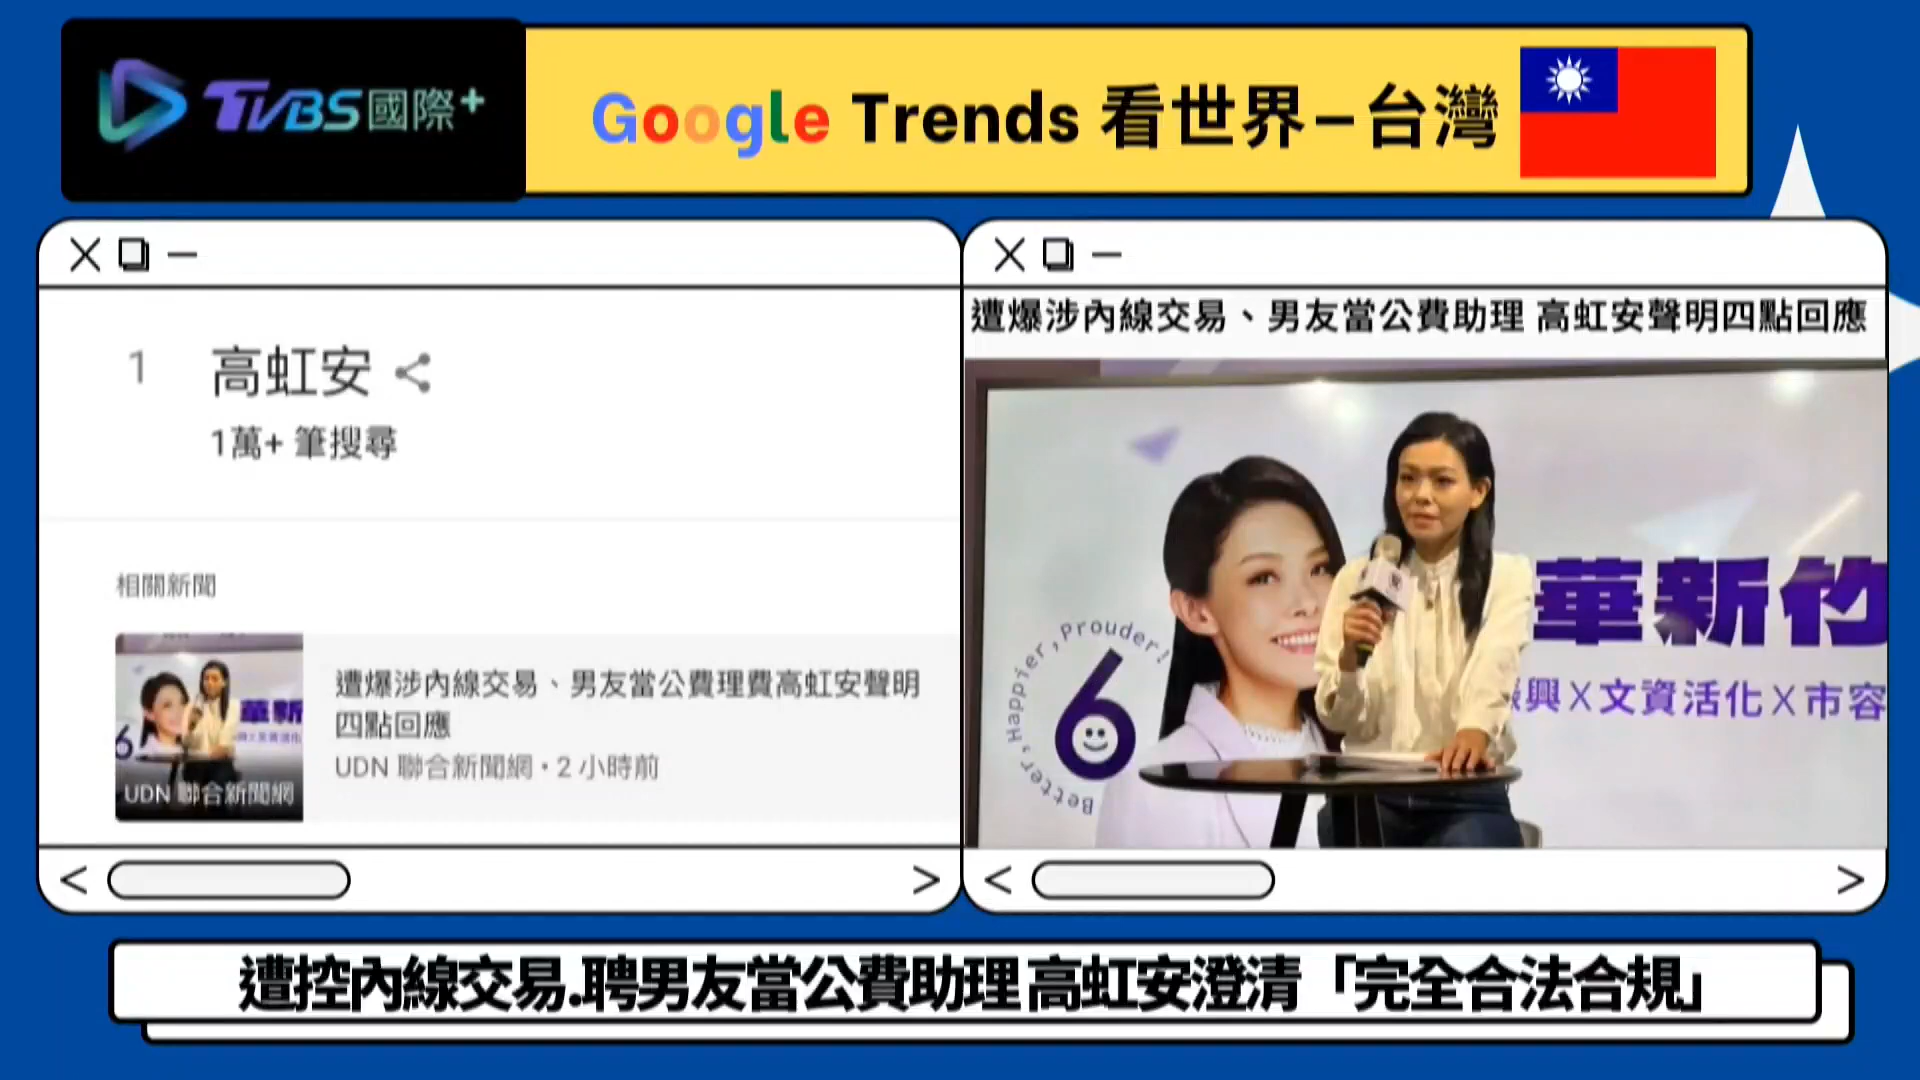 TVBS國際+
Google Trends 看世界－台灣
1 高虹安
1萬+ 筆搜尋
相關新聞
遭爆涉內線交易、男友當公費理費高虹安聲明
四點回應
UDN 聯合新聞網・2 小時前
UDN 聯合新聞網
遭爆涉內線交易、男友當公費助理 高虹安聲明四點回應
Better, Happier, Prouder!
6
華新竹
興X文資活化X市容
遭控內線交易.聘男友當公費助理 高虹安澄清「完全合法合規」